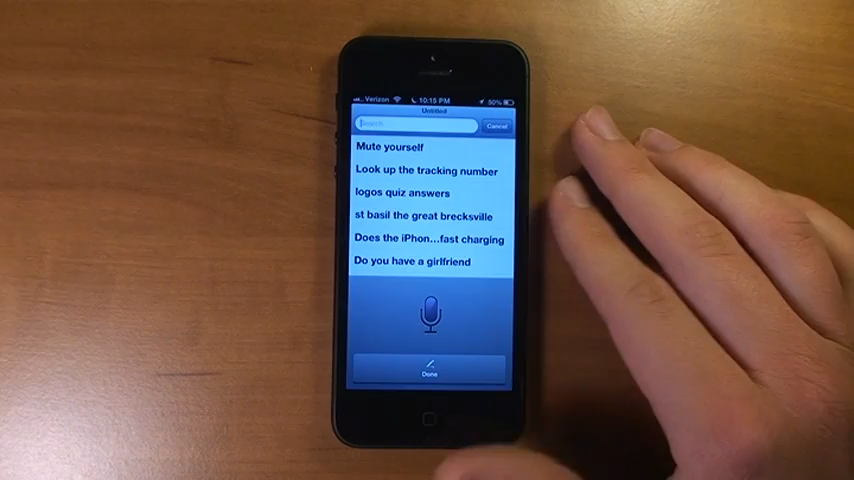 Verizon 10:15 PM 50%
Untitled
Search
Cancel
Mute yourself
Look up the tracking number
logos quiz answers
st basil the great brecksville
Does the iPhon...fast charging
Do you have a girlfriend
Done